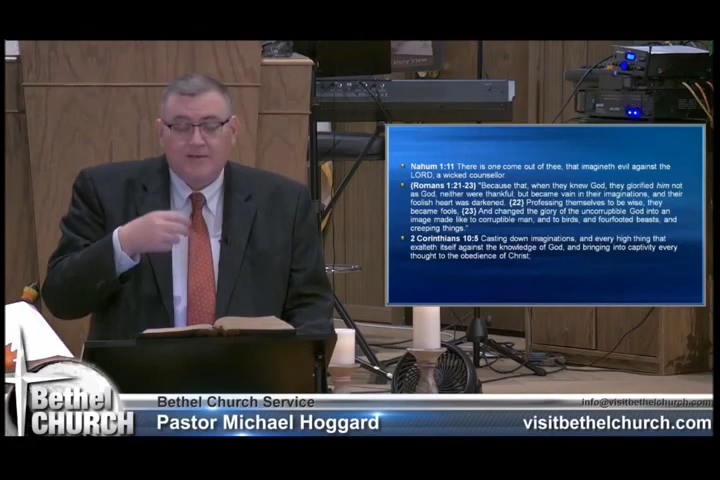 Nahum 1:11 There is one come out of thee, that imagineth evil against the
LORD, a wicked counsellor.
(Romans 1:21-23) "Because that, when they knew God, they glorified him not
as God, neither were thankful; but became vain in their imaginations, and their
foolish heart was darkened. (22) Professing themselves to be wise, they
became fools, (23) And changed the glory of the uncorruptible God into an
image made like to corruptible man, and to birds, and fourfooted beasts, and
creeping things."
2 Corinthians 10:5 Casting down imaginations, and every high thing that
exalteth itself against the knowledge of God, and bringing into captivity every
thought to the obedience of Christ;
Bethel
CHURCH
Bethel Church Service
info@visitbethelchurch.com
Pastor Michael Hoggard
visitbethelchurch.com